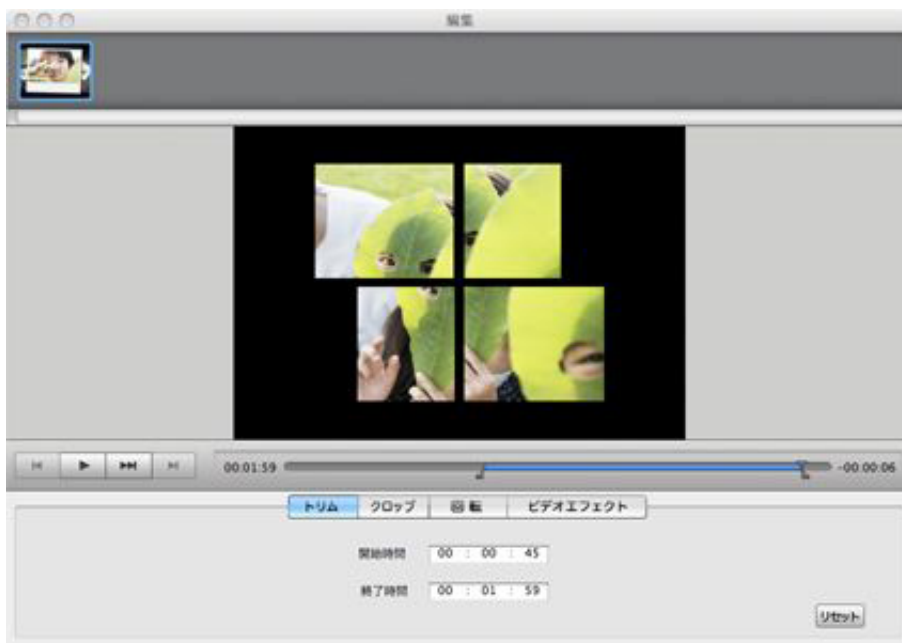 編集
00:01:59
-00:00:06
トリム クロップ 回転 ビデオエフェクト
開始時間 00 : 00 : 45
終了時間 00 : 01 : 59
リセット